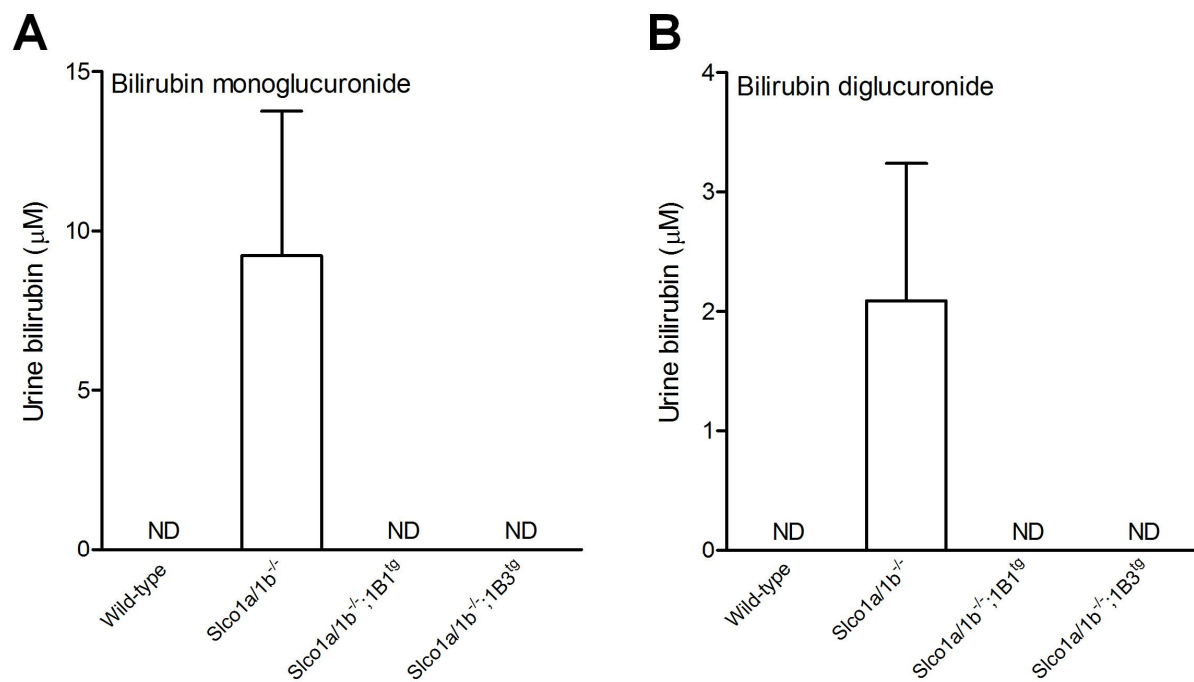 A
Bilirubin monoglucuronide
Urine bilirubin (μM)
15
10
5
0
ND
ND
ND
Wild-type
Slco1a/1b-/-
Slco1a/1b-/-;1B1tg
Slco1a/1b-/-;1B3tg
B
Bilirubin diglucuronide
Urine bilirubin (μM)
4
3
2
1
0
ND
ND
ND
Wild-type
Slco1a/1b-/-
Slco1a/1b-/-;1B1tg
Slco1a/1b-/-;1B3tg